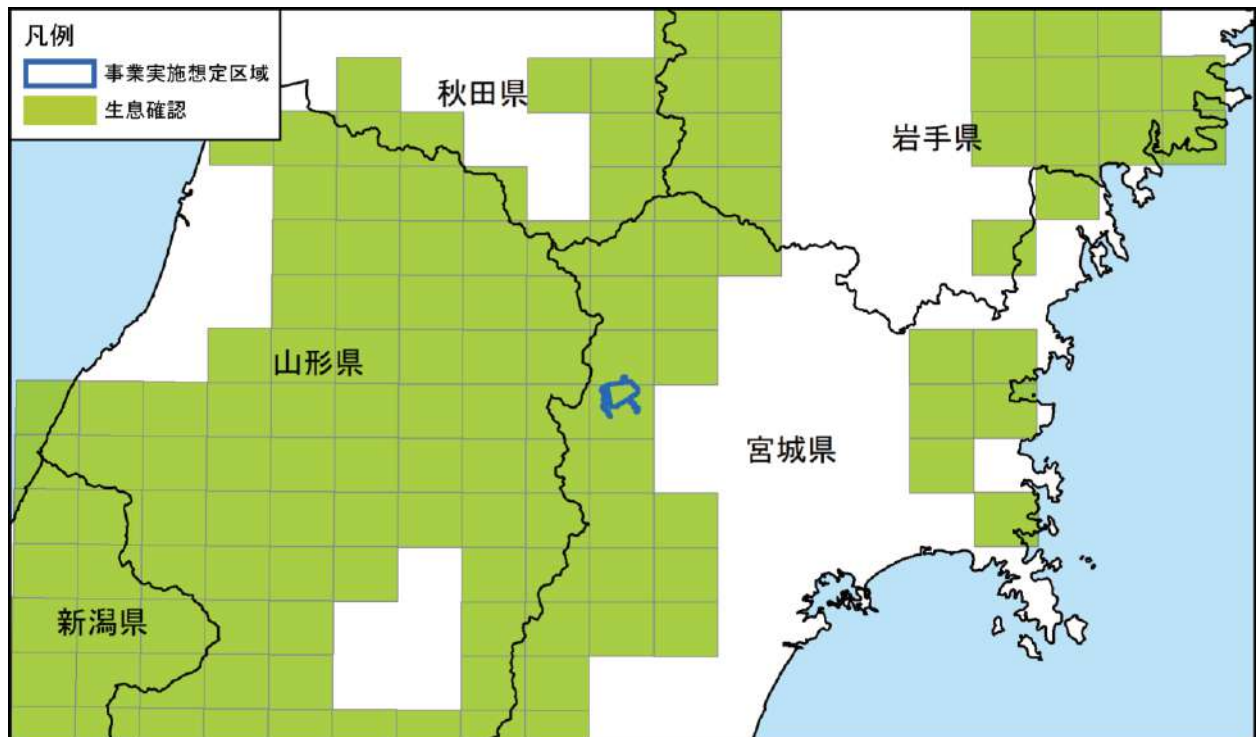 凡例
事業実施想定区域
生息確認
秋田県
岩手県
山形県
宮城県
新潟県